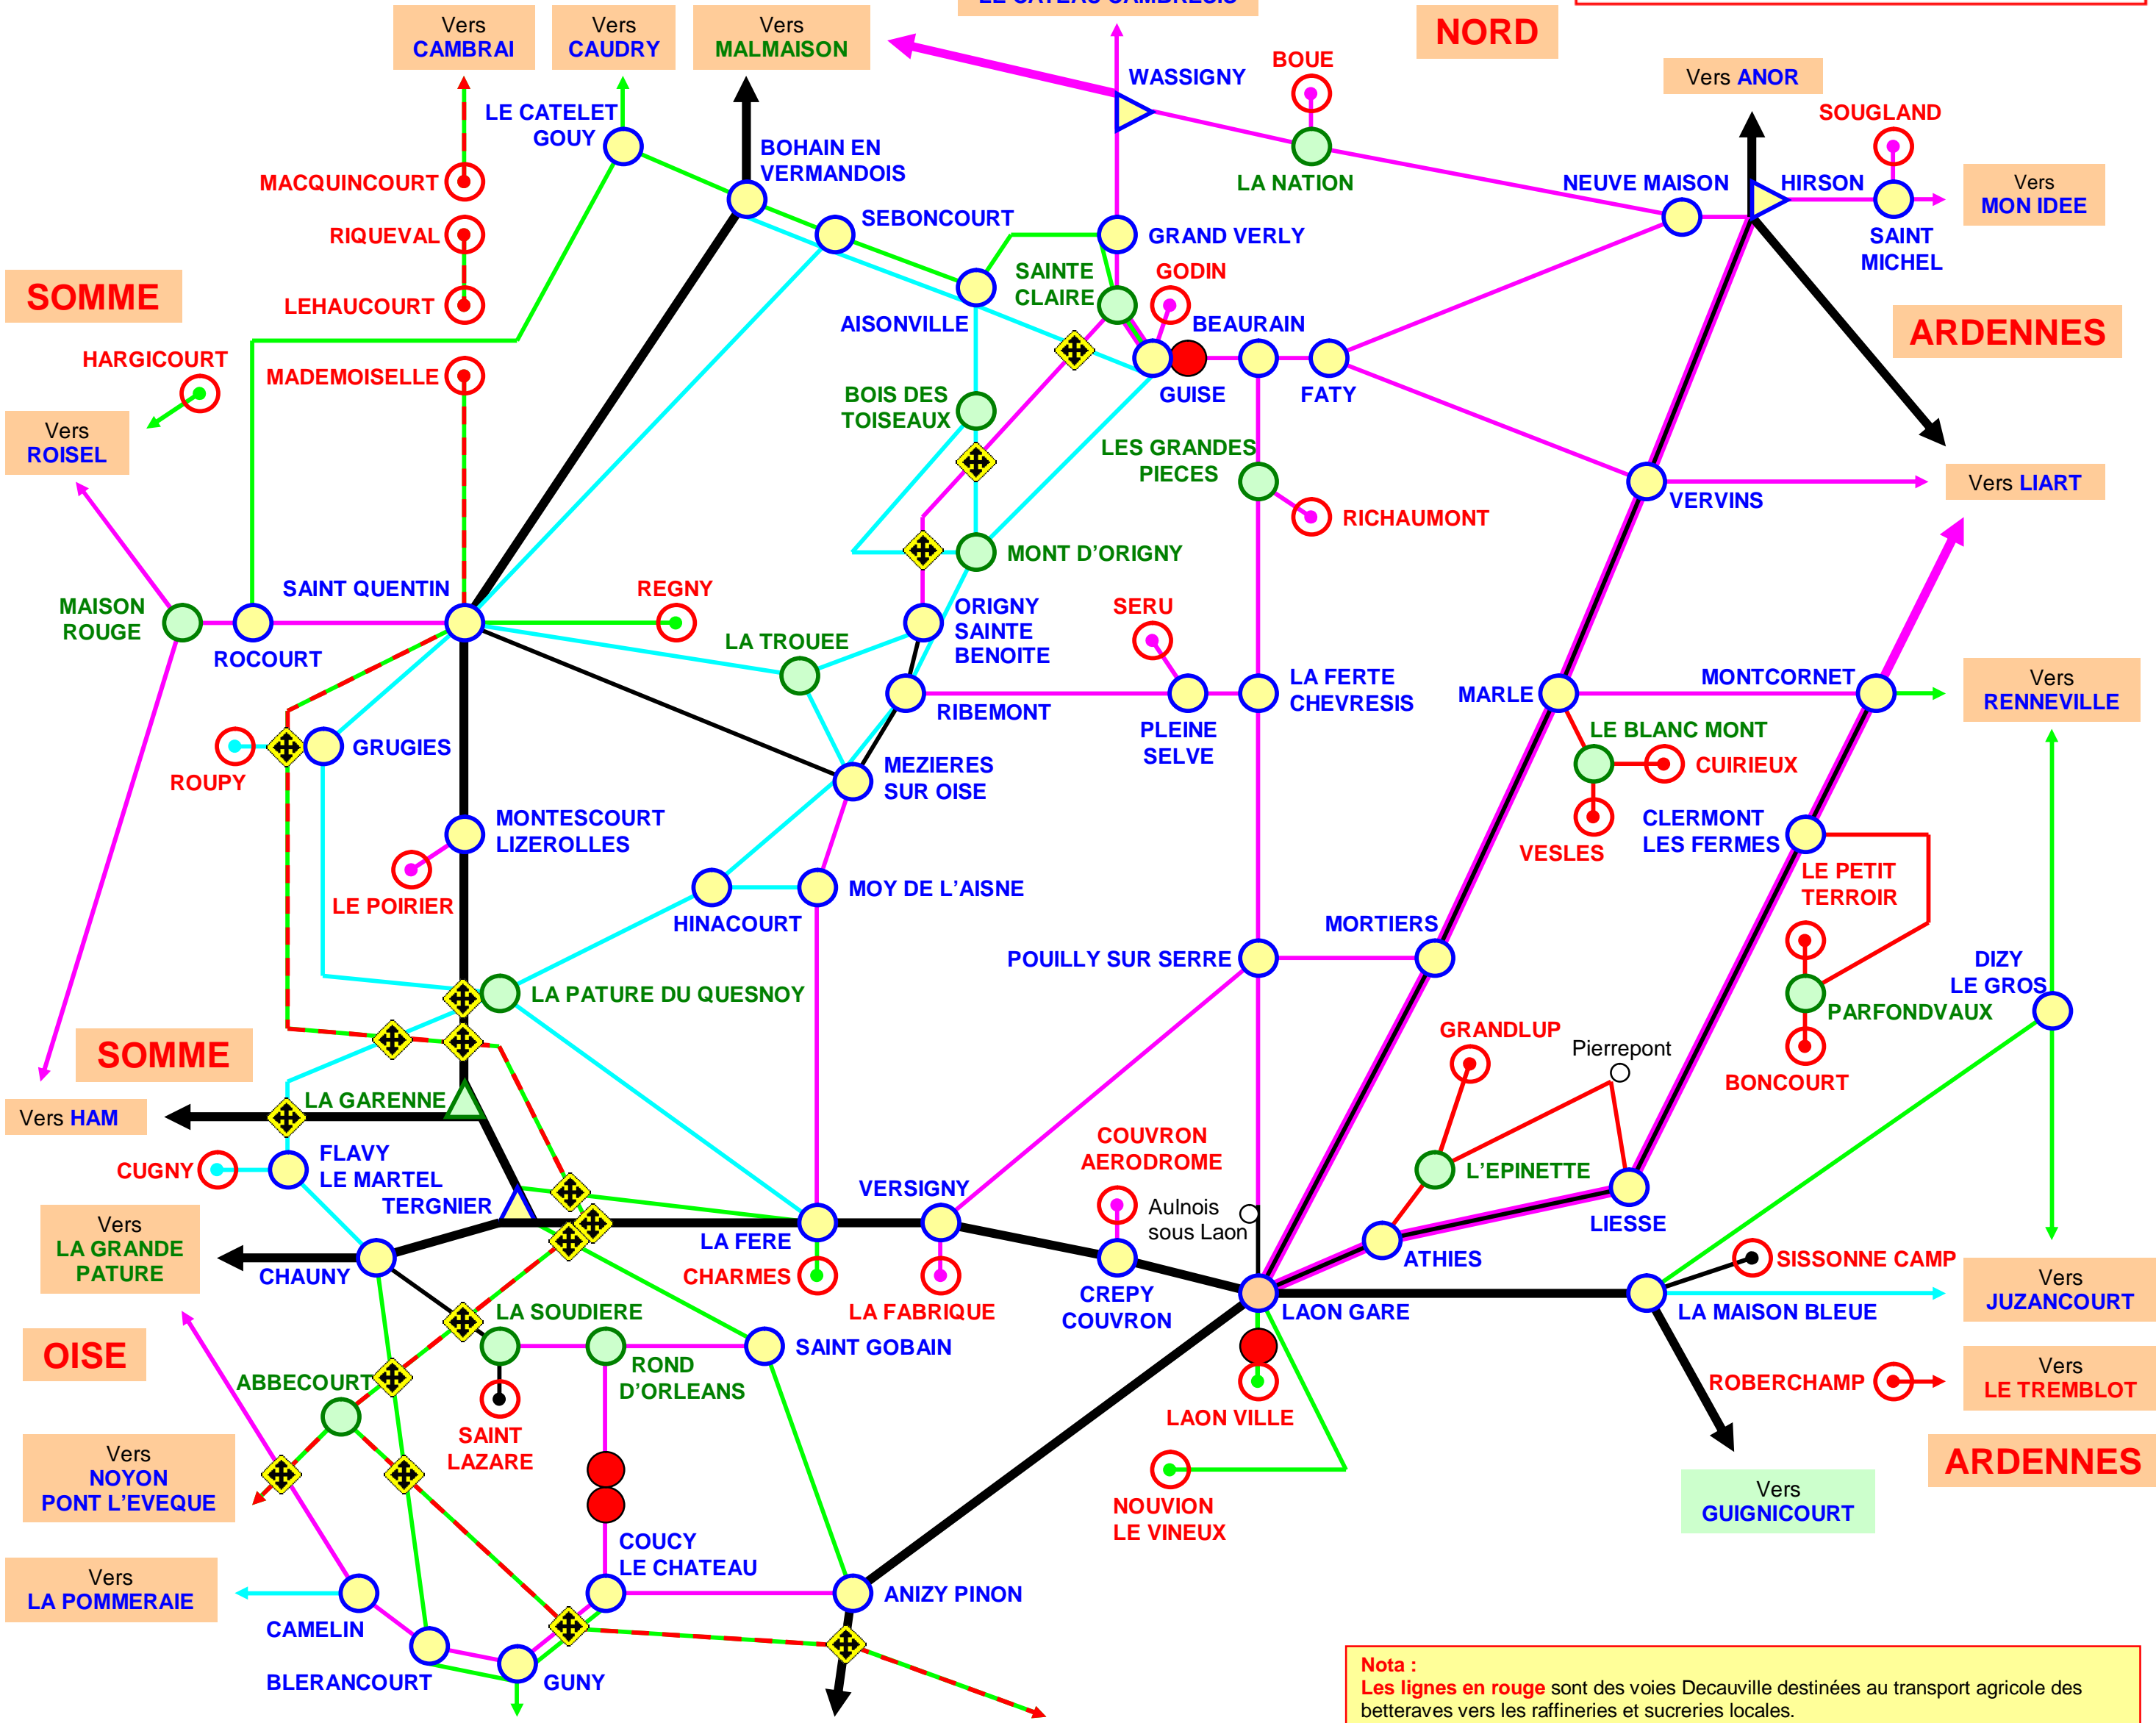 LE CATEAU CAMBRESIS
NORD
Vers
CAMBRAI
Vers
CAUDRY
Vers
MALMAISON
WASSIGNY
BOUE
Vers ANOR
SOUGLAND
LE CATELET
GOUY
BOHAIN EN
VERMANDOIS
MACQUINCOURT
LA NATION
NEUVE MAISON
HIRSON
Vers
MON IDEE
RIQUEVAL
SEBONCOURT
GRAND VERLY
SAINT
MICHEL
SOMME
LEHAUCOURT
SAINTE
CLAIRE
GODIN
AISONVILLE
BEAURAIN
ARDENNES
HARGICOURT
MADEMOISELLE
BOIS DES
TOISEAUX
GUISE
FATY
Vers
ROISEL
LES GRANDES
PIECES
VERVINS
Vers LIART
RICHAUMONT
MONT D'ORIGNY
MAISON
ROUGE
SAINT QUENTIN
REGNY
ROCOURT
LA TROUEE
ORIGNY
SAINTE
BENOITE
SERU
RIBEMONT
PLEINE
SELVE
LA FERTE
CHEVRESIS
MARLE
MONTCORNET
Vers
RENNEVILLE
GRUGIES
ROUPY
MEZIERES
SUR OISE
LE BLANC MONT
CUIRIEUX
VESLES
MONTESCOURT
LIZEROLLES
LE POIRIER
CLERMONT
LES FERMES
LE PETIT
TERROIR
HINACOURT
MOY DE L'AISNE
MORTIERS
POUILLY SUR SERRE
DIZY
LE GROS
LA PATURE DU QUESNOY
PARFONDVAUX
SOMME
GRANDLUP
Pierrepont
BONCOURT
Vers HAM
LA GARENNE
CUGNY
FLAVY
LE MARTEL
COUVRON
AERODROME
L'EPINETTE
TERGNIER
VERSIGNY
Aulnois
sous Laon
LIESSE
Vers
LA GRANDE
PATURE
CHAUNY
LA FERE
CHARMES
LA FABRIQUE
CREPY
COUVRON
ATHIES
SISSONNE CAMP
LAON GARE
LA MAISON BLEUE
Vers
JUZANCOURT
OISE
LA SOUDIERE
SAINT GOBAIN
ABBECOURT
ROND
D'ORLEANS
LAON VILLE
ROBERCHAMP
Vers
LE TREMBLOT
SAINT
LAZARE
Vers
NOYON
PONT L'EVEQUE
NOUVION
LE VINEUX
ARDENNES
Vers
GUIGNICOURT
COUCY
LE CHATEAU
Vers
LA POMMERAIE
ANIZY PINON
CAMELIN
BLERANCOURT
GUNY
Nota :
Les lignes en rouge sont des voies Decauville destinées au transport agricole des
betteraves vers les raffineries et sucreries locales.